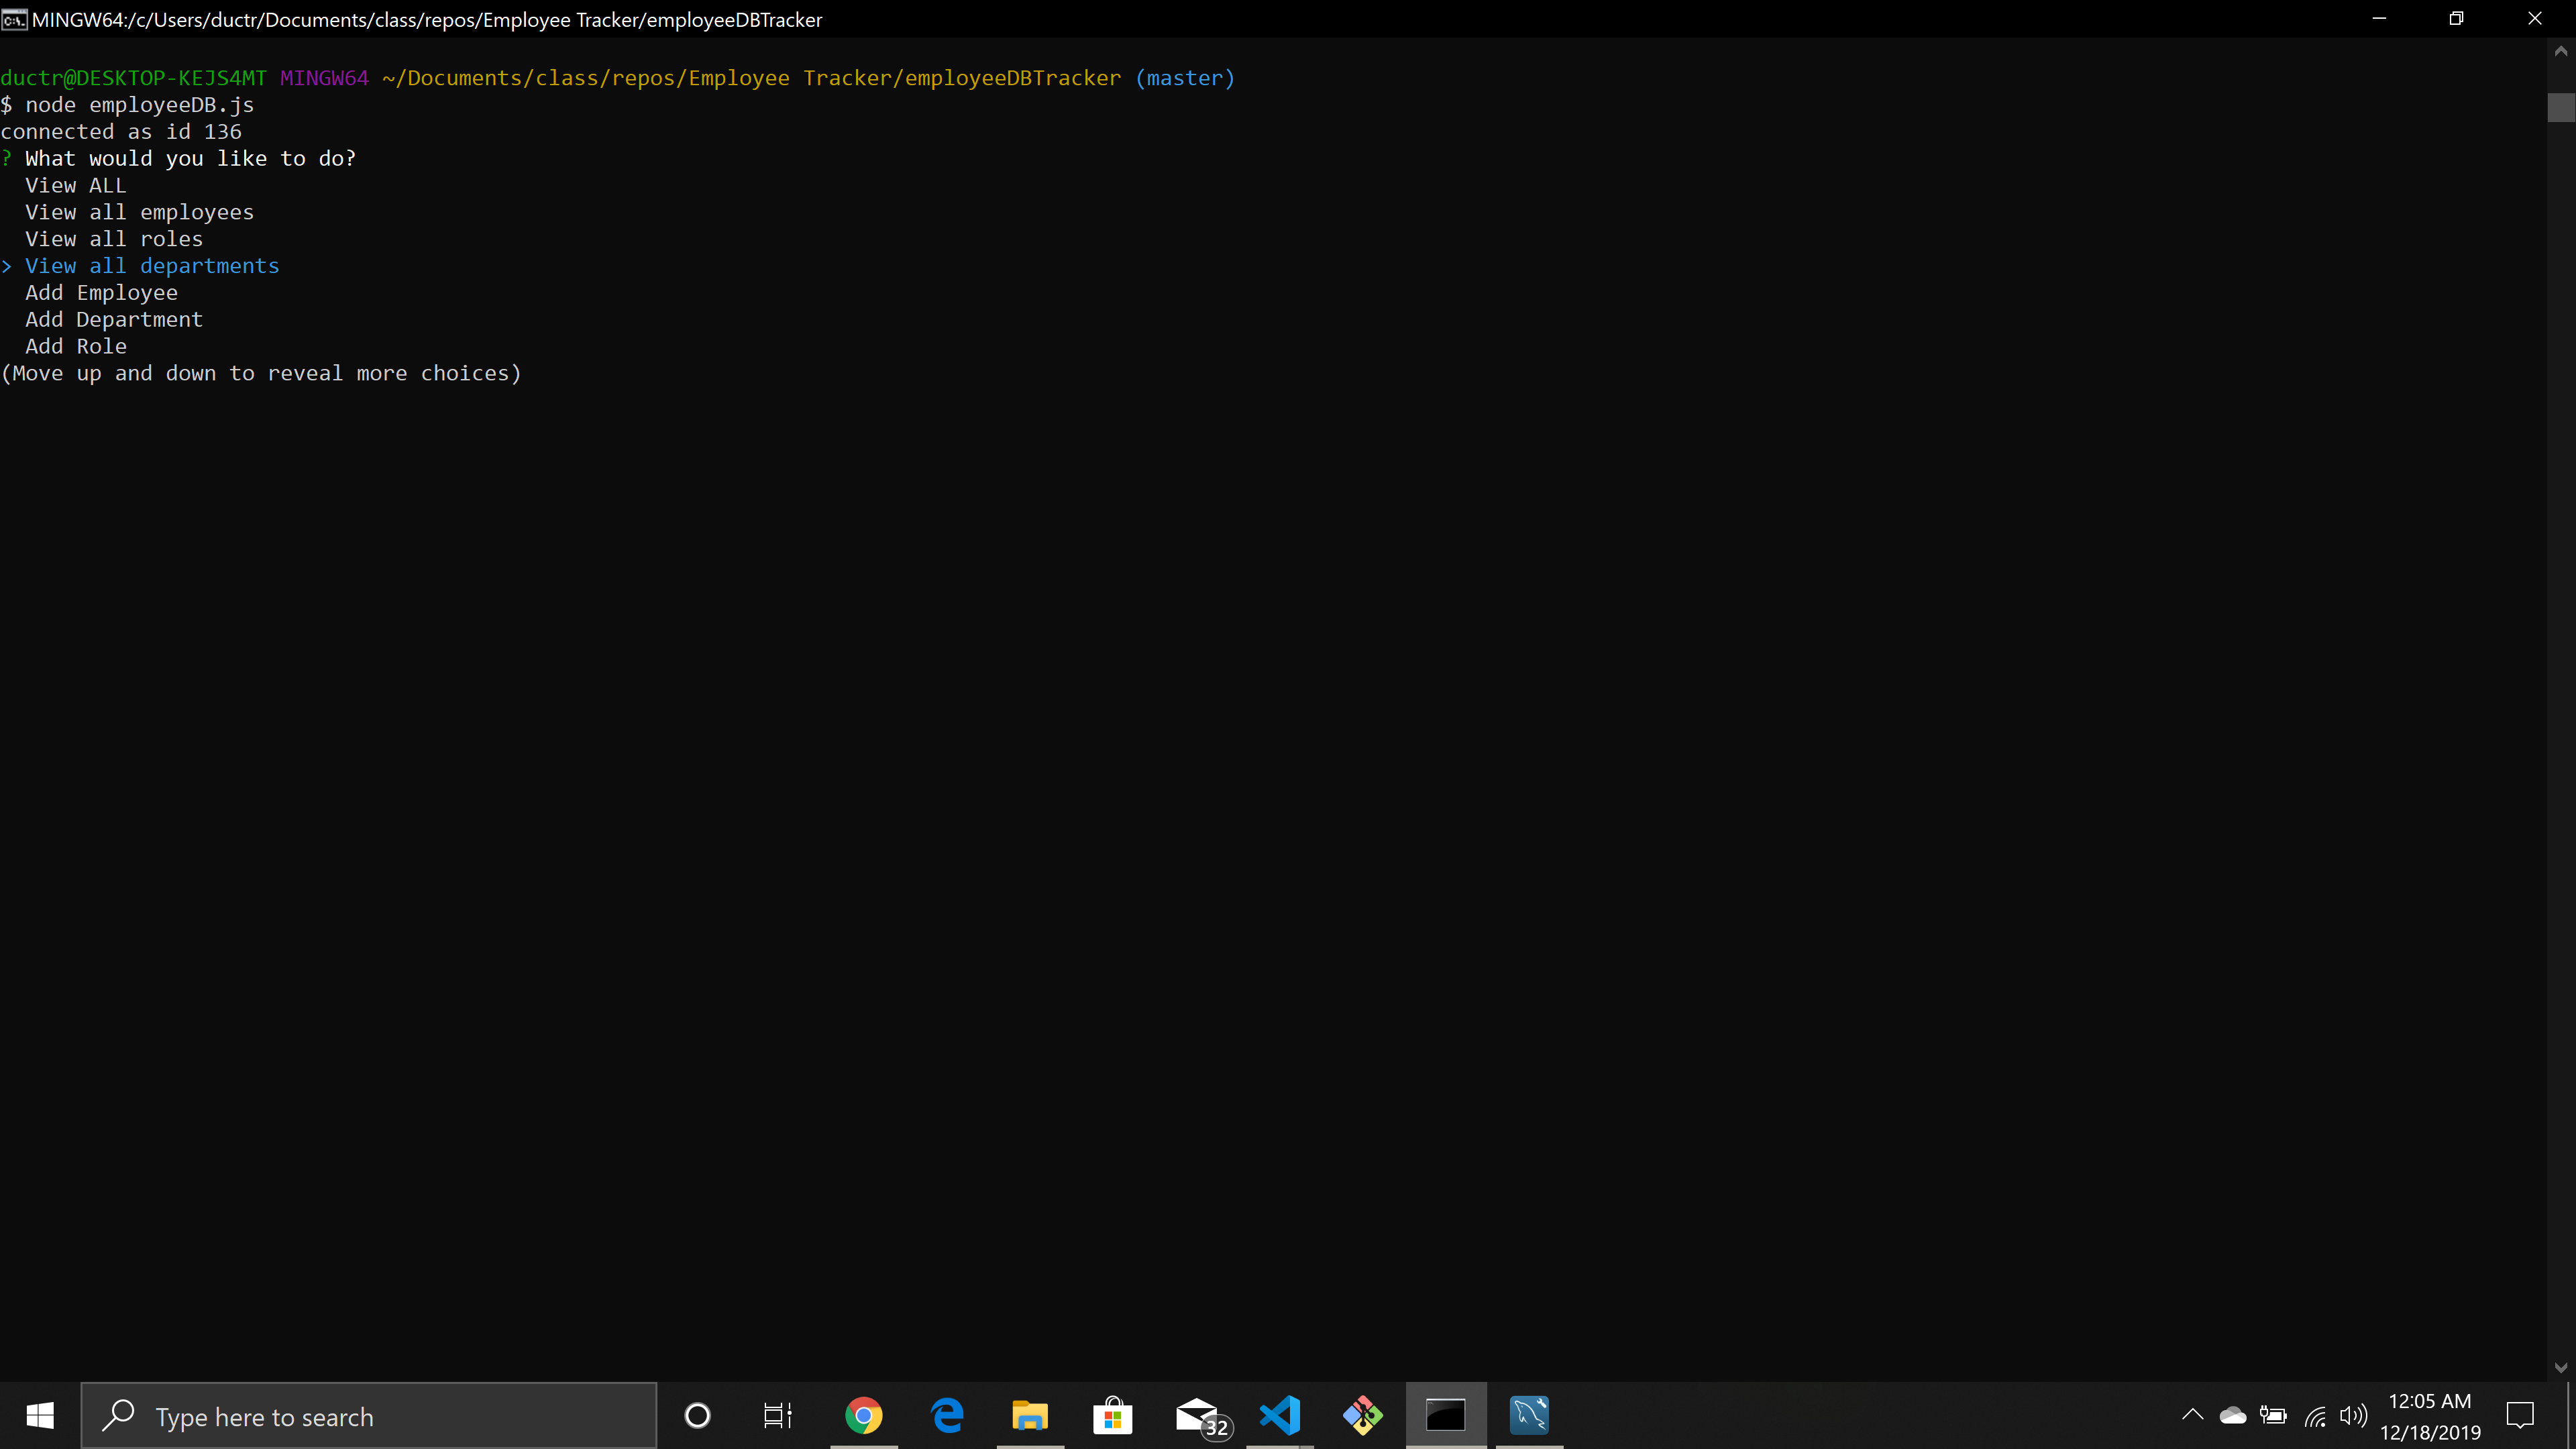 MINGW64:/c/Users/ductr/Documents/class/repos/Employee Tracker/employeeDBTracker
ductr@DESKTOP-KEJS4MT MINGW64 ~/Documents/class/repos/Employee Tracker/employeeDBTracker (master)
$ node employeeDB.js
connected as id 136
? What would you like to do?
View ALL
View all employees
View all roles
> View all departments
Add Employee
Add Department
Add Role
(Move up and down to reveal more choices)
Type here to search
32
12:05 AM
12/18/2019